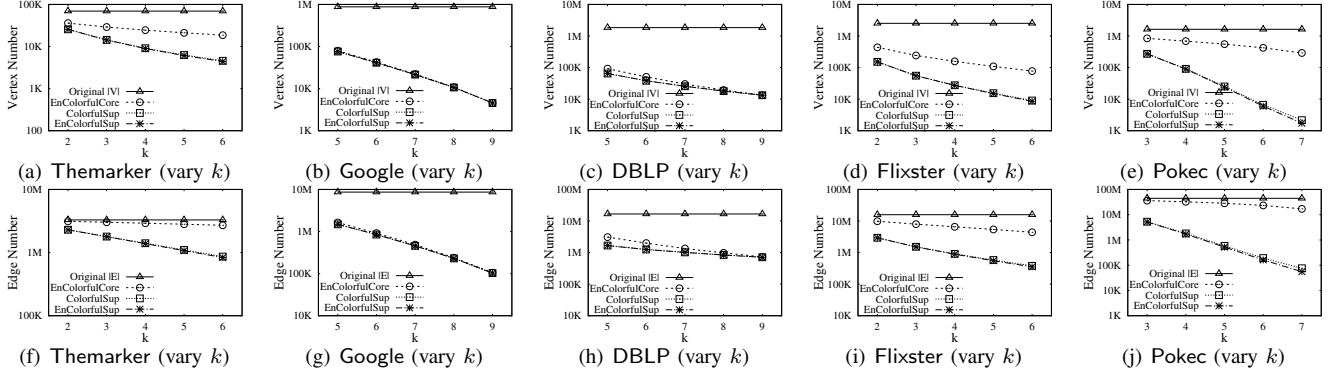 100K
10K
1K
100
Vertex Number
Original |V|
EnColorfulCore
ColorfulSup
EnColorfulSup
2 3 4 5 6
k
(a) Themarker (vary k)
1M
100K
10K
1K
Vertex Number
Original |V|
EnColorfulCore
ColorfulSup
EnColorfulSup
5 6 7 8 9
k
(b) Google (vary k)
10M
1M
100K
10K
1K
Vertex Number
Original |V|
EnColorfulCore
ColorfulSup
EnColorfulSup
5 6 7 8 9
k
(c) DBLP (vary k)
10M
1M
100K
10K
1K
Vertex Number
Original |V|
EnColorfulCore
ColorfulSup
EnColorfulSup
2 3 4 5 6
k
(d) Flixster (vary k)
10M
1M
100K
10K
1K
Vertex Number
Original |V|
EnColorfulCore
ColorfulSup
EnColorfulSup
3 4 5 6 7
k
(e) Pokec (vary k)
10M
1M
100K
Edge Number
Original |E|
EnColorfulCore
ColorfulSup
EnColorfulSup
2 3 4 5 6
k
(f) Themarker (vary k)
10M
1M
100K
10K
Edge Number
Original |E|
EnColorfulCore
ColorfulSup
EnColorfulSup
5 6 7 8 9
k
(g) Google (vary k)
100M
10M
1M
100K
10K
Edge Number
Original |E|
EnColorfulCore
ColorfulSup
EnColorfulSup
5 6 7 8 9
k
(h) DBLP (vary k)
100M
10M
1M
100K
10K
Edge Number
Original |E|
EnColorfulCore
ColorfulSup
EnColorfulSup
2 3 4 5 6
k
(i) Flixster (vary k)
100M
10M
1M
100K
10K
1K
Edge Number
Original |E|
EnColorfulCore
ColorfulSup
EnColorfulSup
3 4 5 6 7
k
(j) Pokec (vary k)